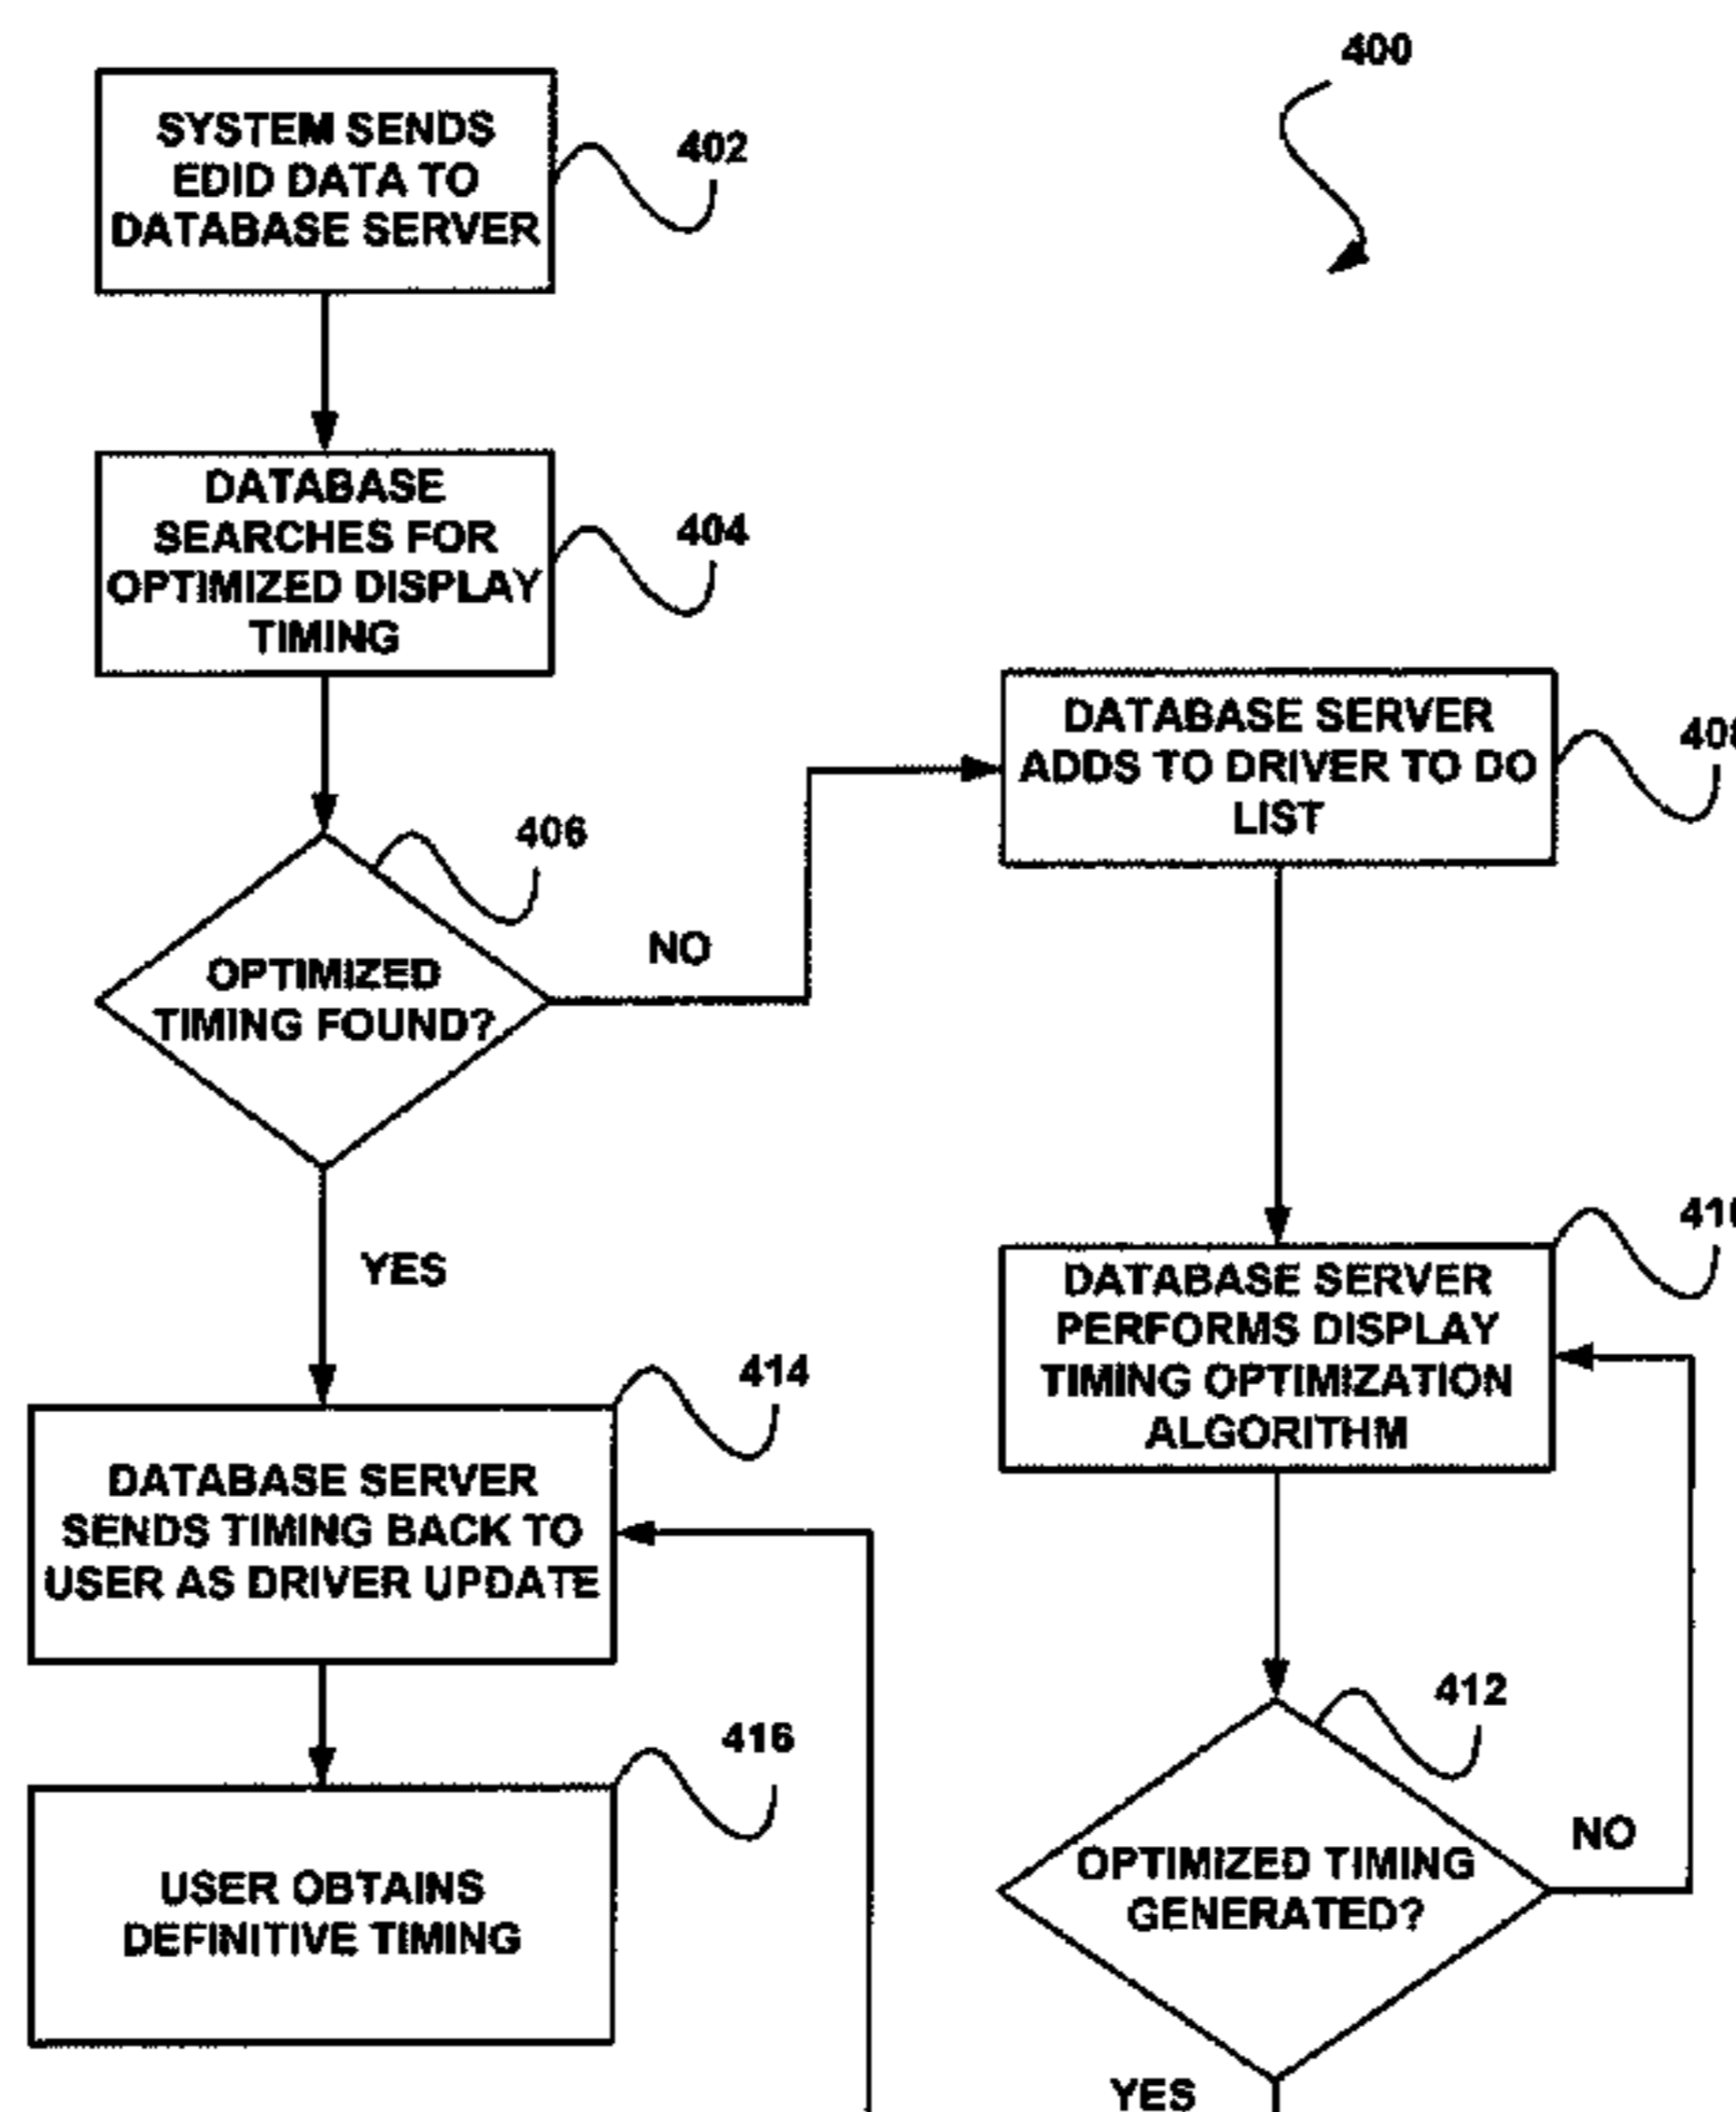 400
SYSTEM SENDS
EDID DATA TO
DATABASE SERVER
402
DATABASE
SEARCHES FOR
OPTIMIZED DISPLAY
TIMING
404
406
OPTIMIZED
TIMING FOUND?
NO
YES
DATABASE SERVER
ADDS TO DRIVER TO DO
LIST
DATABASE SERVER
PERFORMS DISPLAY
TIMING OPTIMIZATION
ALGORITHM
412
OPTIMIZED TIMING
GENERATED?
NO
YES
414
DATABASE SERVER
SENDS TIMING BACK TO
USER AS DRIVER UPDATE
416
USER OBTAINS
DEFINITIVE TIMING